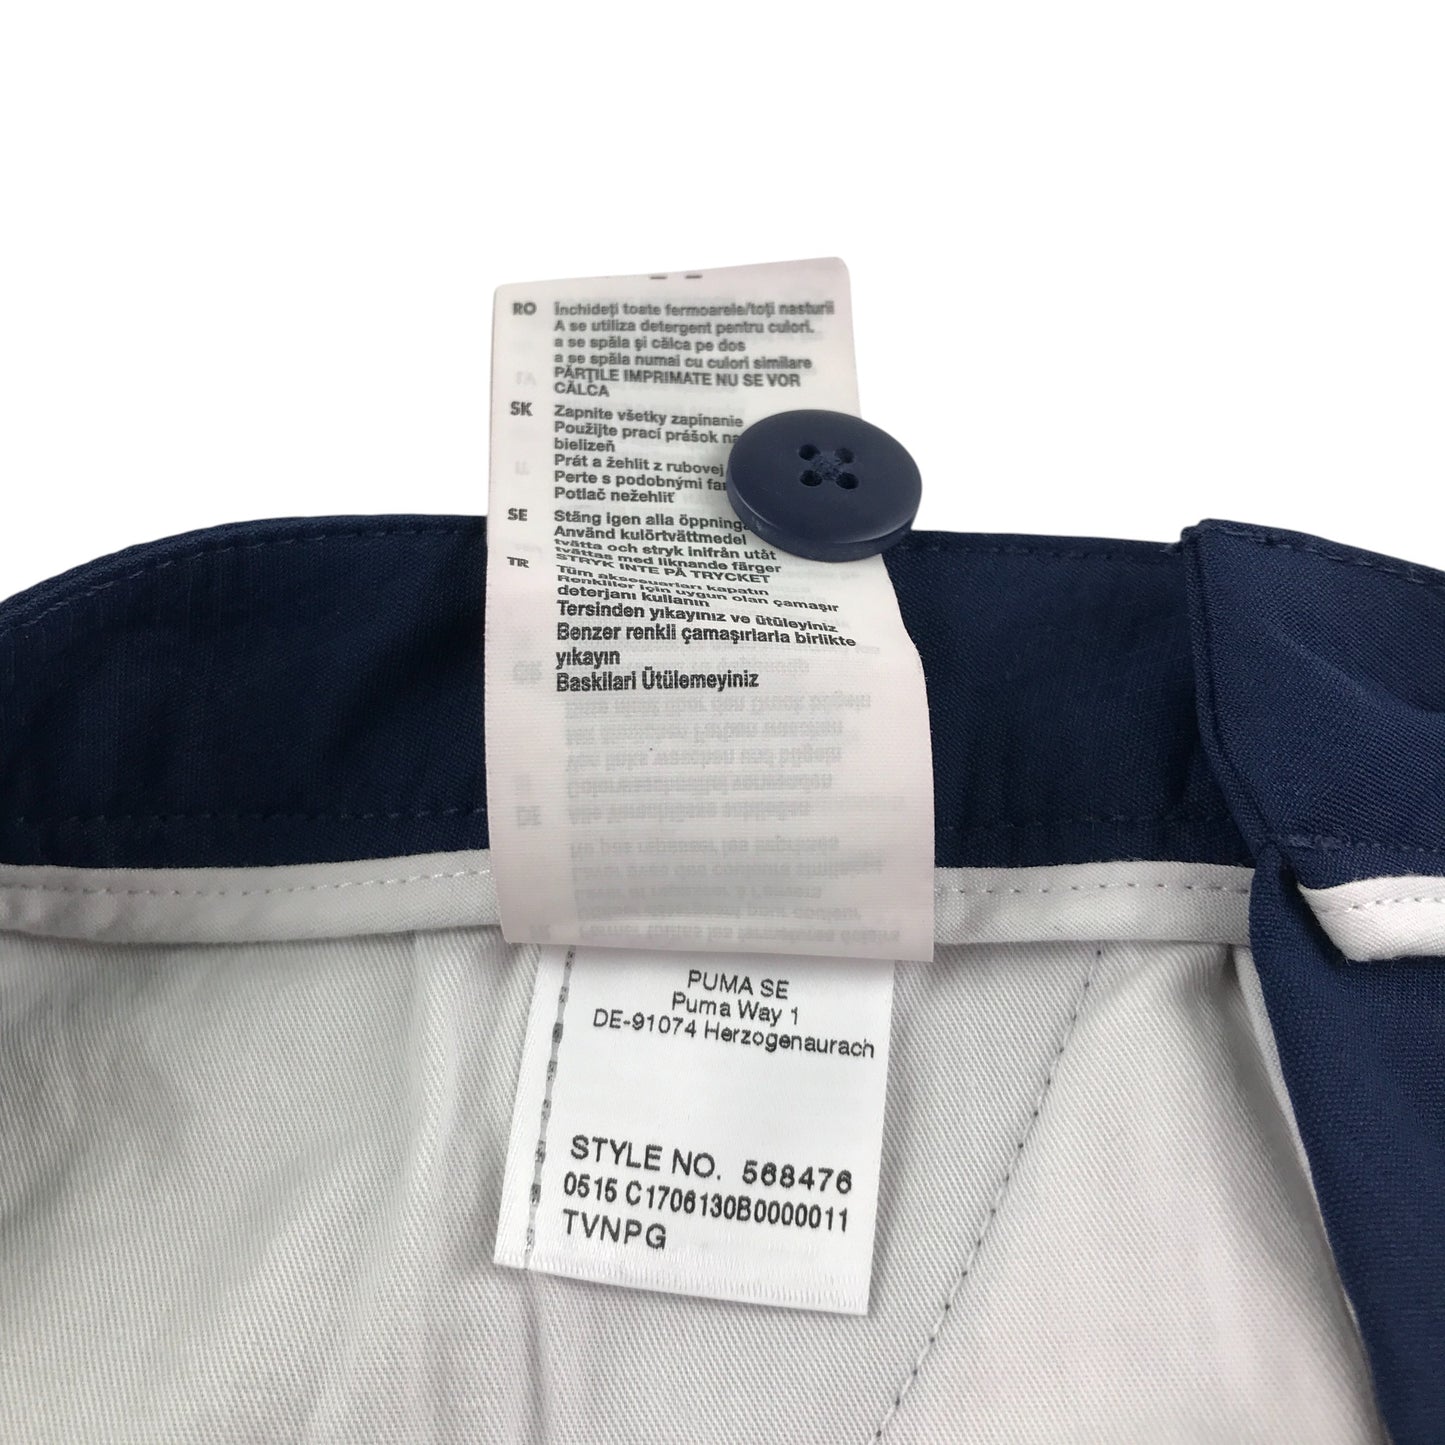 RO Închideți toate fermoarele/toți nasturii
A se utiliza detergent pentru culori.
a se spăla și călca pe dos
a se spăla numai cu culori similare
PĂRȚILE IMPRIMATE NU SE VOR
CĂLCA
SK Zapnite všetky zapínanie
Použijte prací prášok na
bielizeň
Prát a žehlit z rubovej
Perte s podobnými
Potlač nežehliť
SE Stäng igen alla
Använd kulörtvättmedel
tvätta och stryk inifrån utåt
tvättas med liknande färger
STRYK INTE PÅ TRYCKET
TR Tüm aksesuarları kapatın
Renkliler için uygun olan çamaşır
deterjanı kullanın
Tersinden yıkayınız ve ütüleyiniz
Benzer renkli çamaşırlarla birlikte
yıkayın
Baskilari Ütülemeyiniz
PUMA SE
Puma Way 1
DE-91074 Herzogenaurach
STYLE NO. 568476
0515 C1706130B0000011
TVNPG